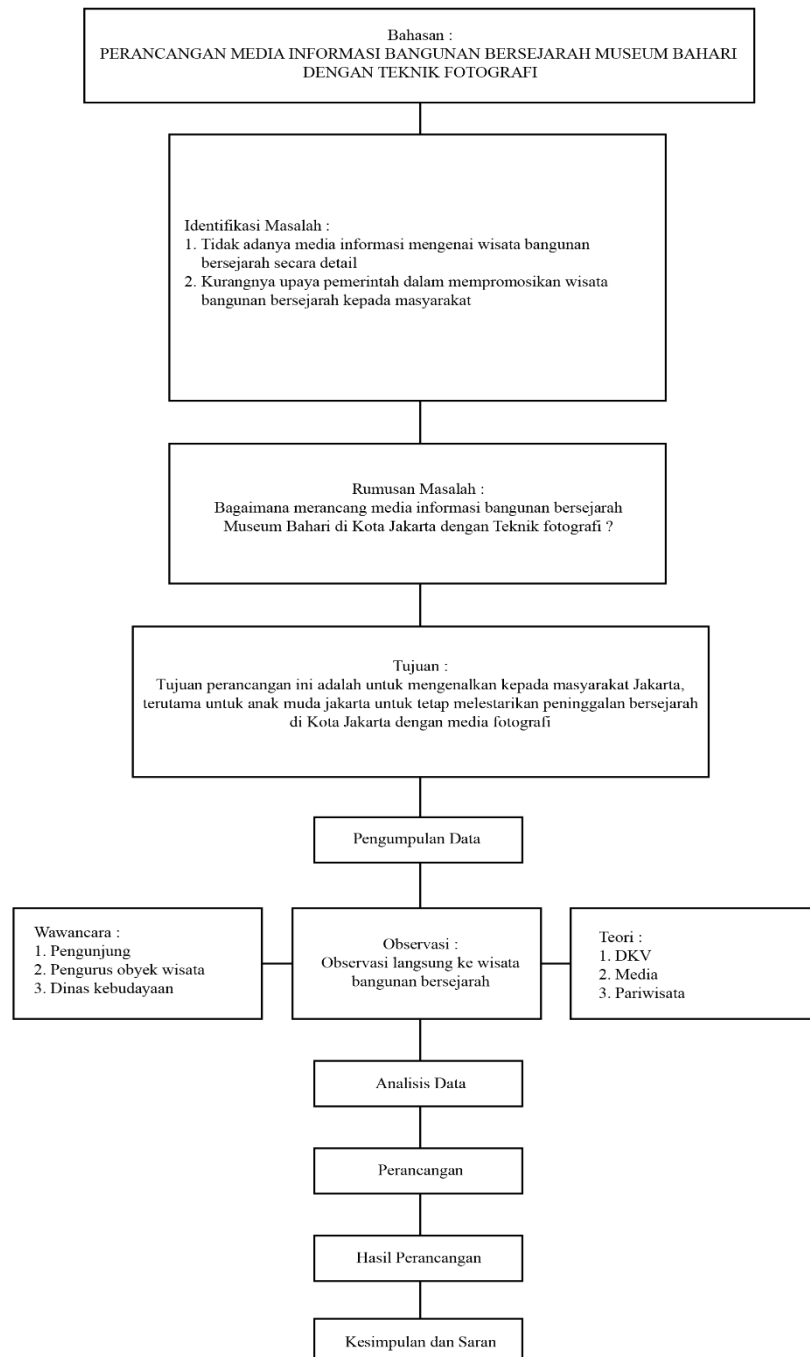 Bahasan :
PERANCANGAN MEDIA INFORMASI BANGUNAN BERSEJARAH MUSEUM BAHARI
DENGAN TEKNIK FOTOGRAFI
Identifikasi Masalah :
1. Tidak adanya media informasi mengenai wisata bangunan
bersejarah secara detail
2. Kurangnya upaya pemerintah dalam mempromosikan wisata
bangunan bersejarah kepada masyarakat
Rumusan Masalah :
Bagaimana merancang media informasi bangunan bersejarah
Museum Bahari di Kota Jakarta dengan Teknik fotografi ?
Tujuan :
Tujuan perancangan ini adalah untuk mengenalkan kepada masyarakat Jakarta,
terutama untuk anak muda jakarta untuk tetap melestarikan peninggalan bersejarah
di Kota Jakarta dengan media fotografi
Pengumpulan Data
Wawancara :
1. Pengunjung
2. Pengurus obyek wisata
3. Dinas kebudayaan
Observasi :
Observasi langsung ke wisata
bangunan bersejarah
Teori :
1. DKV
2. Media
3. Pariwisata
Analisis Data
Perancangan
Hasil Perancangan
Kesimpulan dan Saran